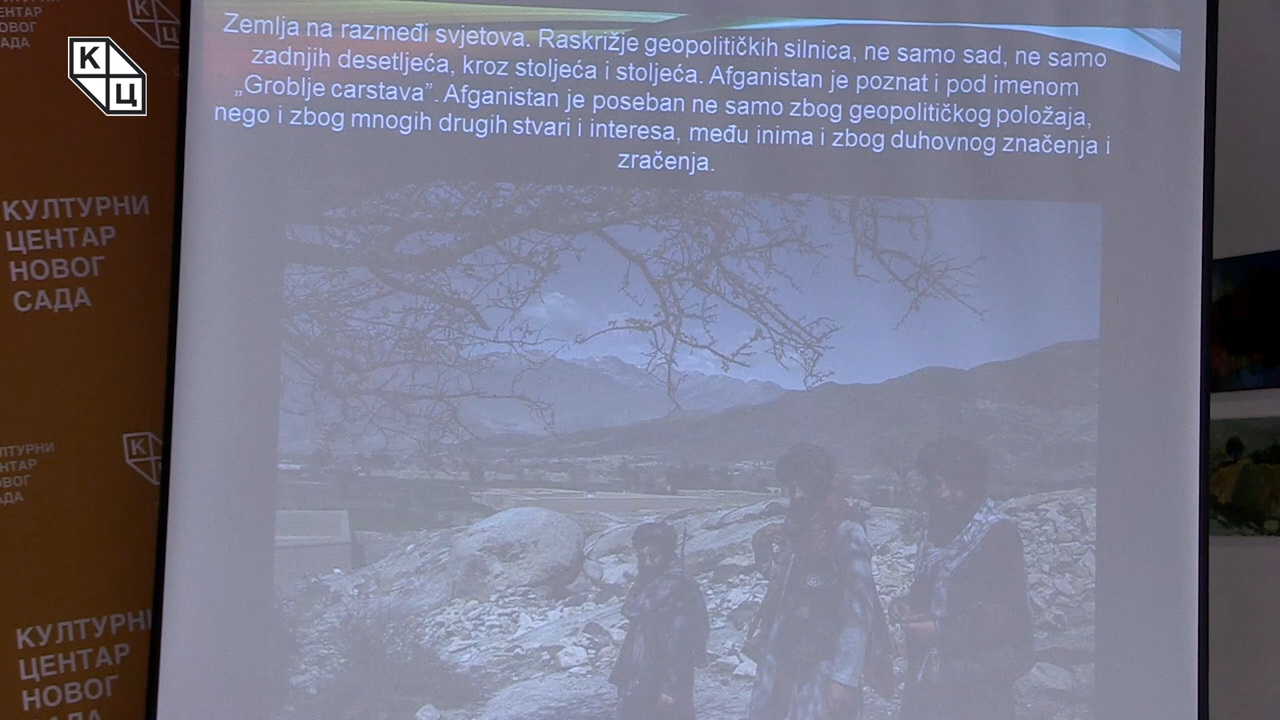 КУЛТУРНИ
ЦЕНТАР
НОВОГ
САДА
К
Ц
Zemlja na razmeđi svjetova. Raskrižje geopolitičkih silnica, ne samo sad, ne samo
zadnjih desetljeća, kroz stoljeća i stoljeća. Afganistan je poznat i pod imenom
„Groblje carstava”. Afganistan je poseban ne samo zbog geopolitičkog položaja,
nego i zbog mnogih drugih stvari i interesa, među inima i zbog duhovnog značenja i
zračenja.
КУЛТУРНИ
ЦЕНТАР
НОВОГ
САДА
К
Ц
КУЛТУРНИ
ЦЕНТАР
НОВОГ
САДА